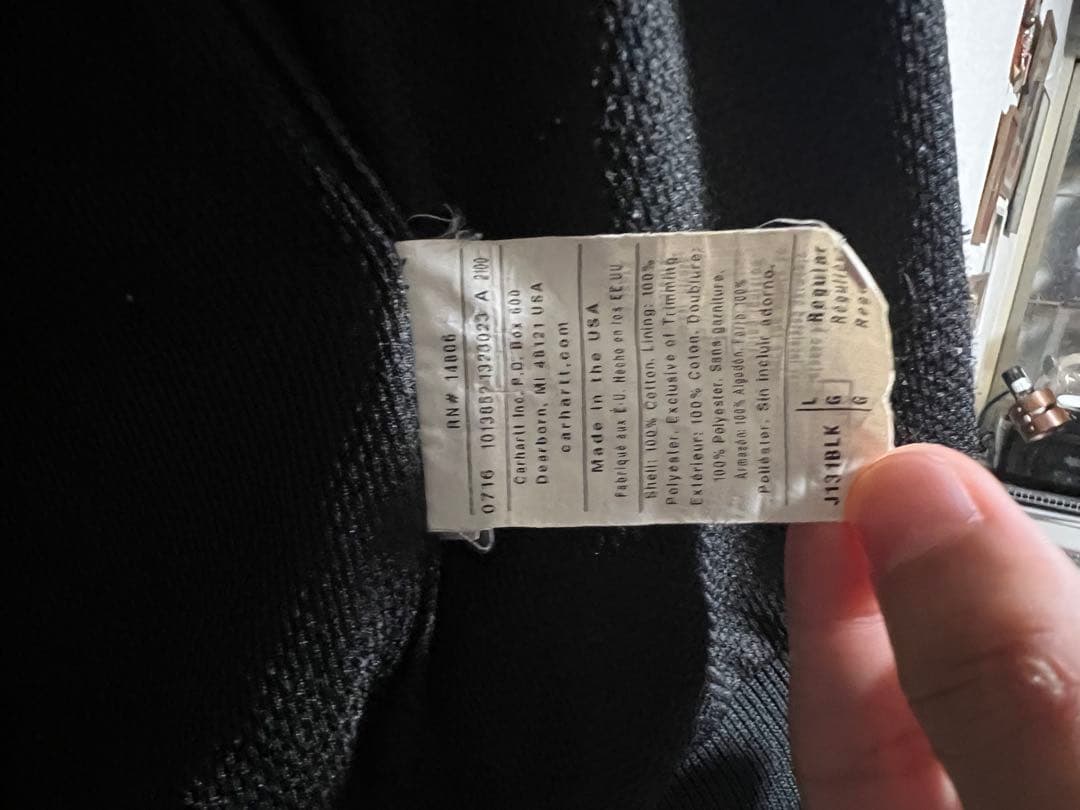 RN# 14806
0716 A 2100
Carhartt Inc. P.O. Box 600
Dearborn, MI 48121 USA
carhartt.com
Made in the USA
Fabriqué aux É.U. Hecho en los EE.UU
Shell: 100% Cotton. Lining: 100%
Polyester. Exclusive of Trimming.
Extérieur: 100% Coton. Doublure:
100% Polyester. Sans garniture.
Armazón: 100% Algodón. Forro 100%
Poliéster. Sin incluir adorno.
J131BLK L Regular
G
G